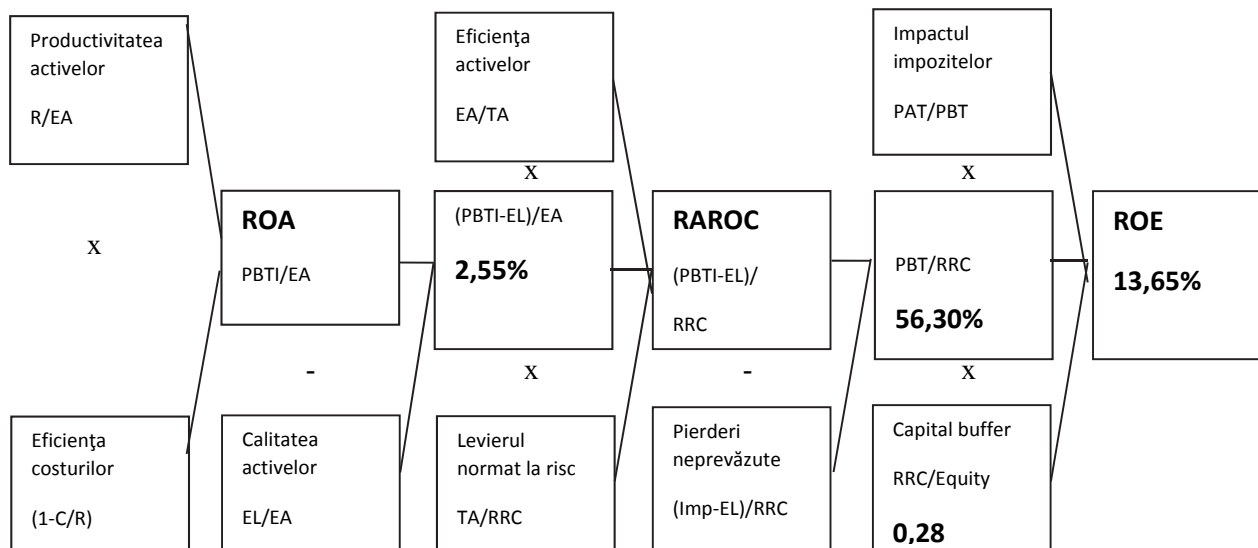 Productivitatea
activelor
R/EA
Eficienţa
activelor
EA/TA
Impactul
impozitelor
PAT/PBT
x
x
x
ROA
PBTI/EA
(PBTI-EL)/EA
2,55%
RAROC
(PBTI-EL)/
RRC
PBT/RRC
56,30%
ROE
13,65%
-
x
-
x
Eficienţa
costurilor
(1-C/R)
Calitatea
activelor
EL/EA
Levierul
normat la risc
TA/RRC
Pierderi
neprevăzute
(Imp-EL)/RRC
Capital buffer
RRC/Equity
0,28